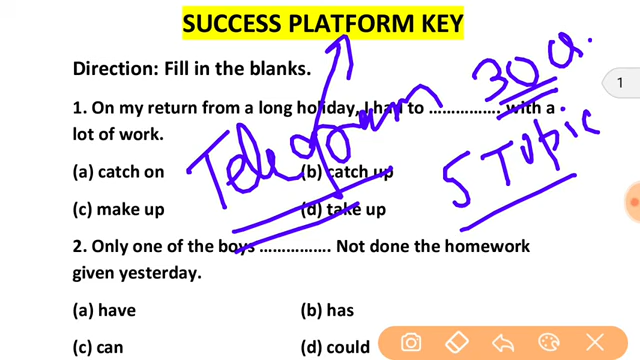 SUCCESS PLATFORM KEY
Direction: Fill in the blanks.
30 Q.
1
1. On my return from a long holiday, I had to ................ with a
lot of work.
Telegram
5 Topic
(a) catch on (b) catch up
(c) make up (d) take up
2. Only one of the boys ................ Not done the homework
given yesterday.
(a) have (b) has
(c) can (d) could